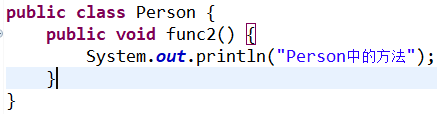 public class Person {
    public void func2() {
        System.out.println("Person中的方法");
    }
}